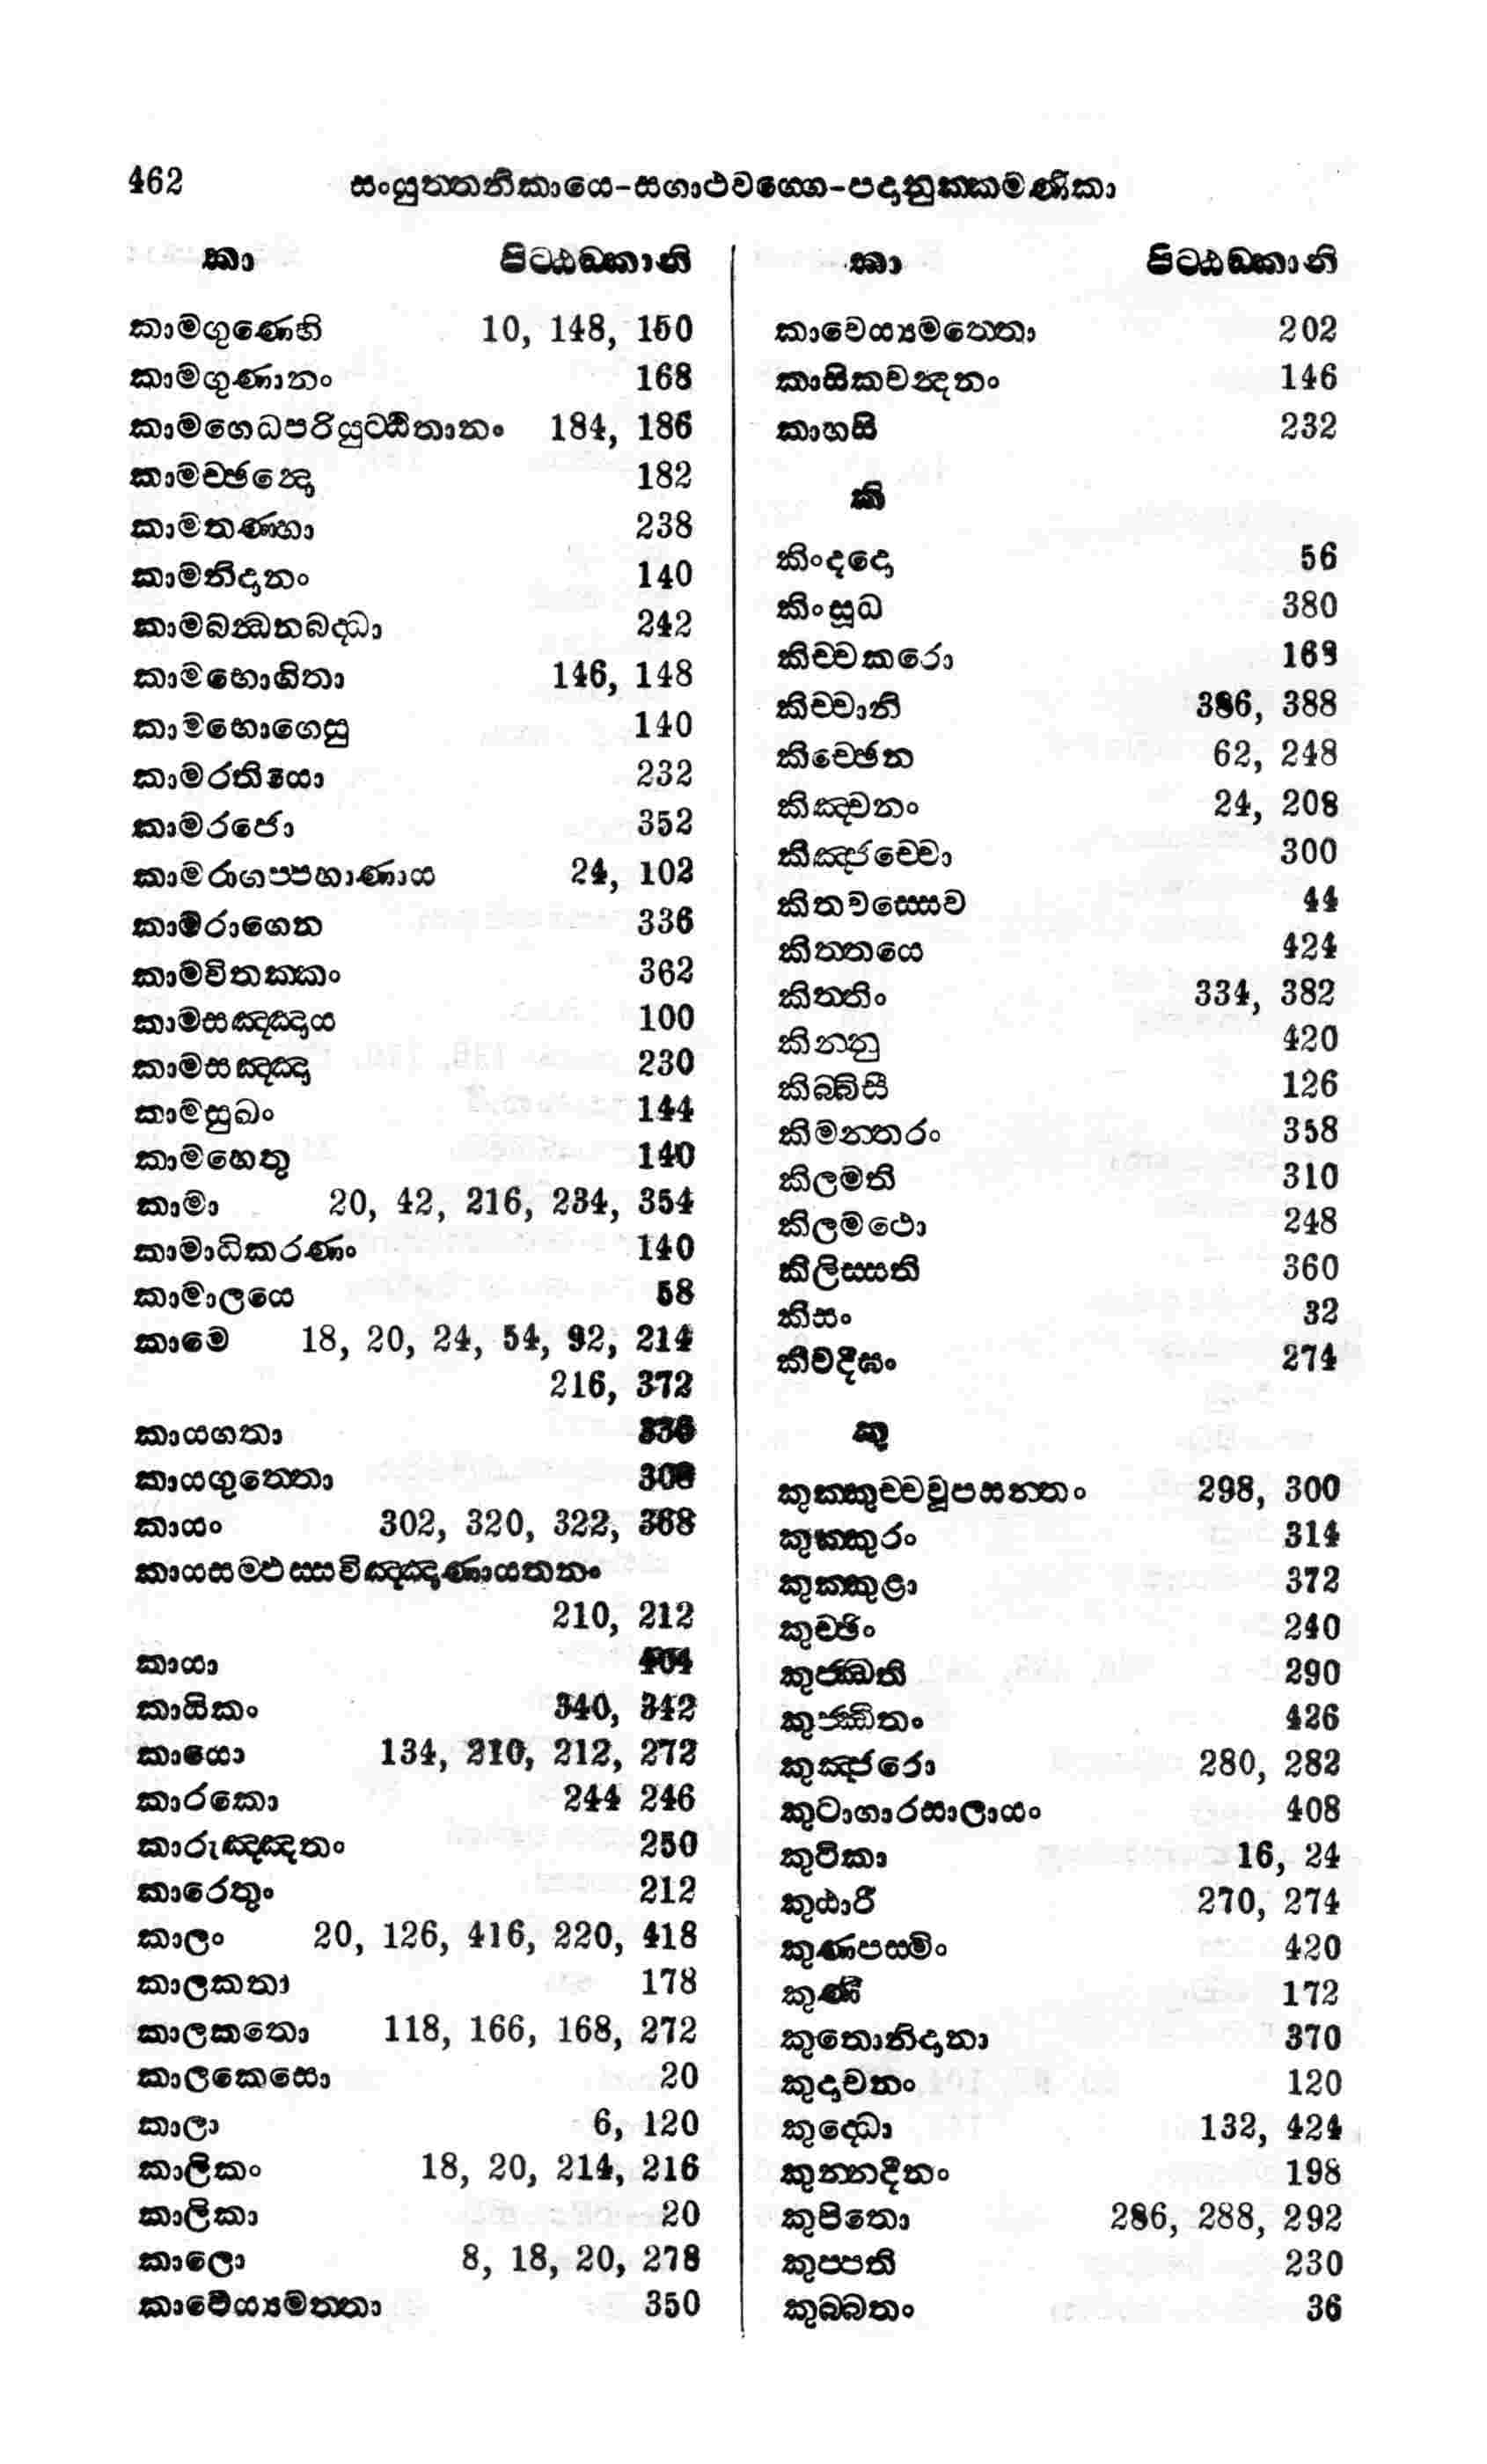 462 සංයුත්තනිකායෙ-සගාථවග්ගෙ-පදානුක්කමණිකා
කා පිට්ඨඞ්කානි
කාමගුණෙහි 10, 148, 150
කාමගුණානං 168
කාමගෙධපරියුට්ඨිතානං 184, 186
කාමච්ඡන්දො 182
කාමතණ්හා 238
කාමනිදානං 140
කාමබන්ධනබද්ධා 242
කාමභොගිතා 146, 148
කාමභොගෙසු 140
කාමරතියො 232
කාමරජො 352
කාමරාගප්පහාණාය 24, 102
කාමරාගෙන 336
කාමවිතක්කං 362
කාමසඤ්ඤාය 100
කාමසඤ්ඤා 230
කාමසුඛං 144
කාමහෙතු 140
කාමා 20, 42, 216, 234, 354
කාමාධිකරණං 140
කාමාලයෙ 58
කාමෙ 18, 20, 24, 54, 92, 214
216, 372
කායගතා 336
කායගුත්තො 308
කායං 302, 320, 322, 368
කායසම්ඵස්සවිඤ්ඤාණායතනං
210, 212
කායා 404
කායිකං 340, 342
කායො 134, 210, 212, 272
කාරකො 244 246
කාරුඤ්ඤතං 250
කාරෙතුං 212
කාලං 20, 126, 416, 220, 418
කාලකතා 178
කාලකතො 118, 166, 168, 272
කාලකෙසො 20
කාලා 6, 120
කාලිකං 18, 20, 214, 216
කාලිකා 20
කාලො 8, 18, 20, 278
කාවෙය්‍යමත්තා 350
කා පිට්ඨඞ්කානි
කාවෙය්‍යමත්තො 202
කාසිකචන්දනං 146
කාහසි 232
කි
කිංදදො 56
කිංසූධ 380
කිච්චකරො 168
කිච්චානි 386, 388
කිච්ඡෙන 62, 248
කිඤ්චනං 24, 208
කිඤ්ජච්චො 300
කිතවස්සෙව 44
කිත්තයෙ 424
කිත්තිං 334, 382
කින්නු 420
කිබ්බිසී 126
කිමන්තරං 358
කිලමති 310
කිලමථො 248
කිලිස්සති 360
කිසං 32
කීවදීඝං 274
කු
කුක්කුච්චවූපසන්තං 298, 300
කුක්කුරං 314
කුක්කුළා 372
කුච්ඡිං 240
කුජ්ඣති 290
කුජ්ඣිතං 426
කුඤ්ජරො 280, 282
කුටාගාරසාලායං 408
කුටිකා 16, 24
කුඨාරී 270, 274
කුණපසමිං 420
කුණී 172
කුතොනිදානා 370
කුදාචනං 120
කුද්ධො 132, 424
කුන්නදීනං 198
කුපිතො 286, 288, 292
කුප්පති 230
කුබ්බතං 36